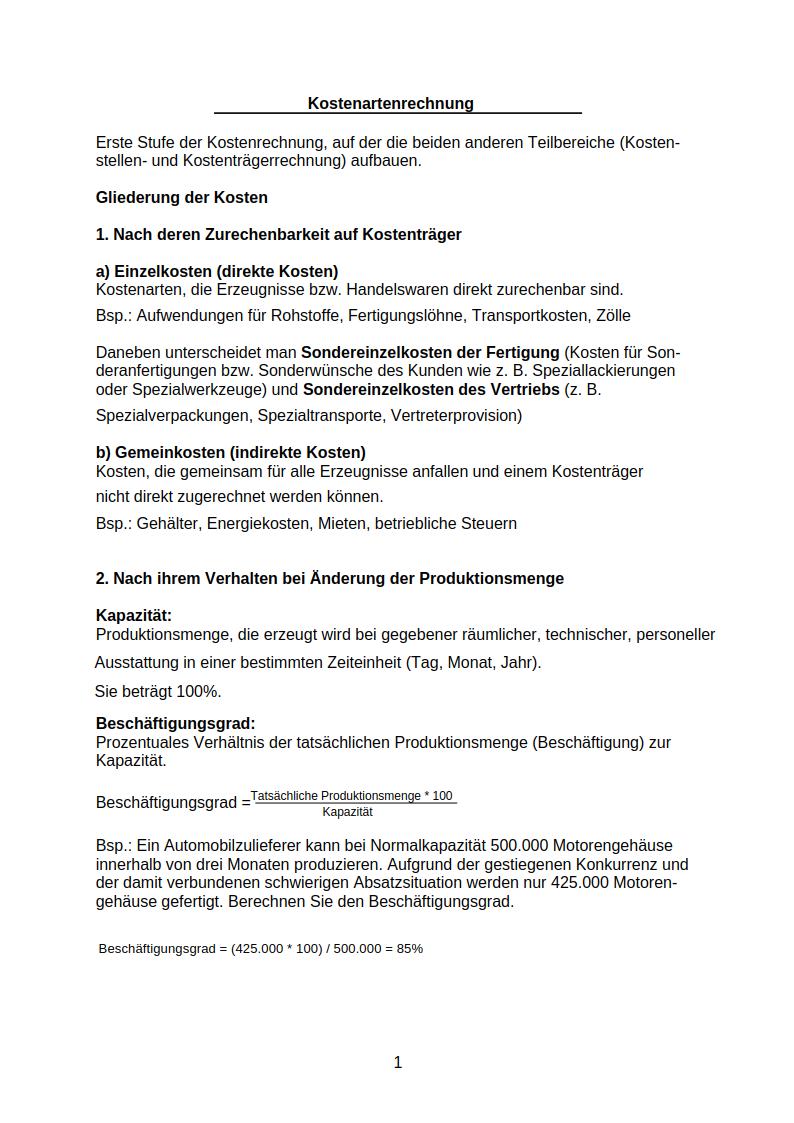 Kostenartenrechnung
Erste Stufe der Kostenrechnung, auf der die beiden anderen Teilbereiche (Kosten-
stellen- und Kostenträgerrechnung) aufbauen.
Gliederung der Kosten
1. Nach deren Zurechenbarkeit auf Kostenträger
a) Einzelkosten (direkte Kosten)
Kostenarten, die Erzeugnisse bzw. Handelswaren direkt zurechenbar sind.
Bsp.: Aufwendungen für Rohstoffe, Fertigungslöhne, Transportkosten, Zölle
Daneben unterscheidet man Sondereinzelkosten der Fertigung (Kosten für Son-
deranfertigungen bzw. Sonderwünsche des Kunden wie z. B. Speziallackierungen
oder Spezialwerkzeuge) und Sondereinzelkosten des Vertriebs (z. B.
Spezialverpackungen, Spezialtransporte, Vertreterprovision)
b) Gemeinkosten (indirekte Kosten)
Kosten, die gemeinsam für alle Erzeugnisse anfallen und einem Kostenträger
nicht direkt zugerechnet werden können.
Bsp.: Gehälter, Energiekosten, Mieten, betriebliche Steuern
2. Nach ihrem Verhalten bei Änderung der Produktionsmenge
Kapazität:
Produktionsmenge, die erzeugt wird bei gegebener räumlicher, technischer, personeller
Ausstattung in einer bestimmten Zeiteinheit (Tag, Monat, Jahr).
Sie beträgt 100%.
Beschäftigungsgrad:
Prozentuales Verhältnis der tatsächlichen Produktionsmenge (Beschäftigung) zur
Kapazität.
Beschäftigungsgrad = Tatsächliche Produktionsmenge * 100
Kapazität
Bsp.: Ein Automobilzulieferer kann bei Normalkapazität 500.000 Motorengehäuse
innerhalb von drei Monaten produzieren. Aufgrund der gestiegenen Konkurrenz und
der damit verbundenen schwierigen Absatzsituation werden nur 425.000 Motoren-
gehäuse gefertigt. Berechnen Sie den Beschäftigungsgrad.
Beschäftigungsgrad = (425.000 * 100) / 500.000 = 85%
1